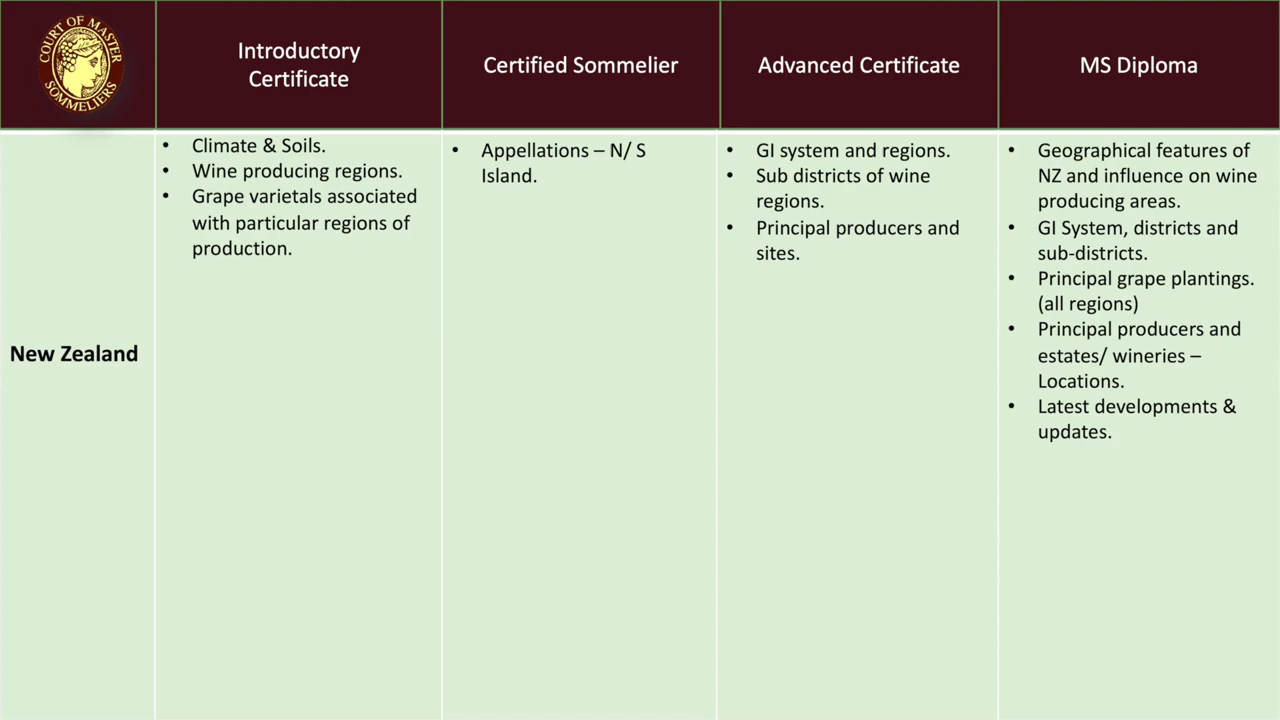 COURT OF MASTER
SOMMELIERS
Introductory
Certificate
Certified Sommelier
Advanced Certificate
MS Diploma
New Zealand
• Climate & Soils.
• Wine producing regions.
• Grape varietals associated
with particular regions of
production.
• Appellations – N/ S
Island.
• GI system and regions.
• Sub districts of wine
regions.
• Principal producers and
sites.
• Geographical features of
NZ and influence on wine
producing areas.
• GI System, districts and
sub-districts.
• Principal grape plantings.
(all regions)
• Principal producers and
estates/ wineries –
Locations.
• Latest developments &
updates.